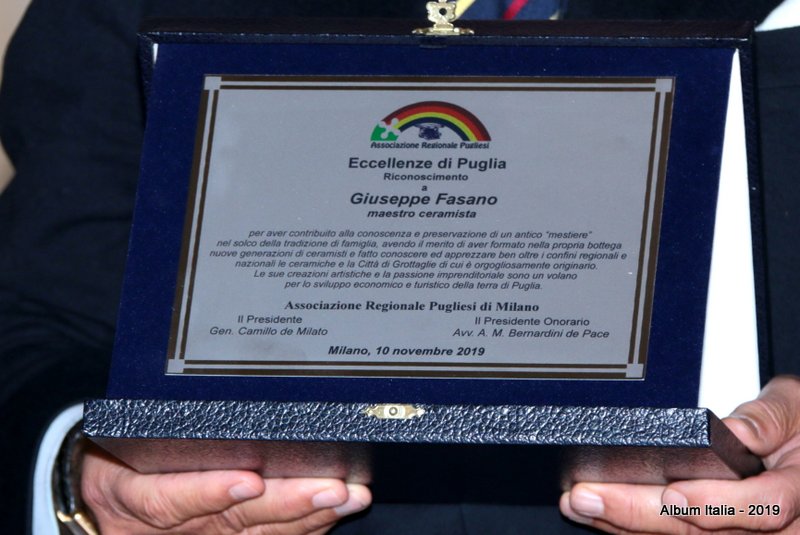 Associazione Regionale Pugliesi
Eccellenze di Puglia
Riconoscimento
a
Giuseppe Fasano
maestro ceramista
per aver contribuito alla conoscenza e preservazione di un antico "mestiere"
nel solco della tradizione di famiglia, avendo il merito di aver formato nella propria bottega
nuove generazioni di ceramisti e fatto conoscere ed apprezzare ben oltre i confini regionali e
nazionali le ceramiche e la Città di Grottaglie di cui è orgogliosamente originario.
Le sue creazioni artistiche e la passione imprenditoriale sono un volano
per lo sviluppo economico e turistico della terra di Puglia.
Associazione Regionale Pugliesi di Milano
Il Presidente
Gen. Camillo de Milato
Il Presidente Onorario
Avv. A. M. Bernardini de Pace
Milano, 10 novembre 2019
Album Italia - 2019